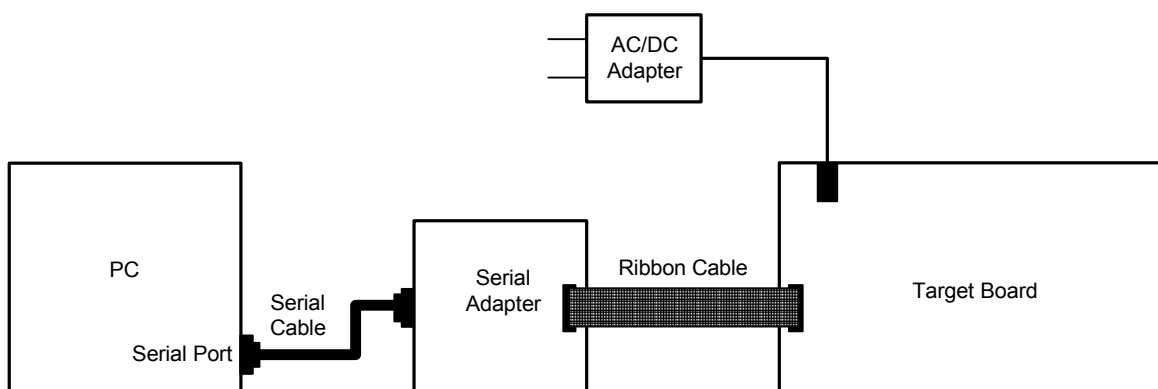 AC/DC
Adapter
PC
Serial
Cable
Serial Port
Serial
Adapter
Ribbon Cable
Target Board